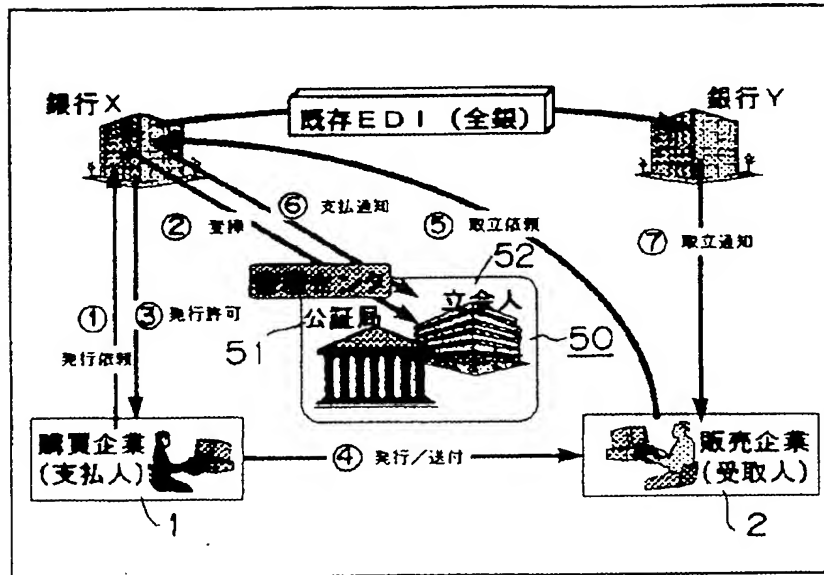 銀行X
既存EDI（全銀）
銀行Y
② 登録
⑥ 支払通知
⑤ 取立依頼
⑦ 取立通知
① 発行依頼
③ 発行許可
52
立会人
公証局
51
50
購買企業
（支払人）
④ 発行／送付
販売企業
（受取人）
1
2